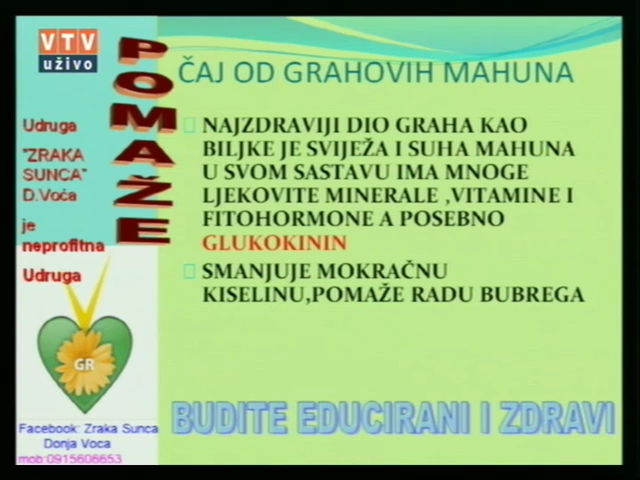 VTV
uživo
POMAŽE
Udruga
"ZRAKA
SUNCA"
D.Voća
je
neprofitna
Udruga
GR
Facebook: Zraka Sunca
Donja Voca
mob:0915606653
ČAJ OD GRAHOVIH MAHUNA
NAJZDRAVIJI DIO GRAHA KAO
BILJKE JE SVIJEŽA I SUHA MAHUNA
U SVOM SASTAVU IMA MNOGE
LJEKOVITE MINERALE ,VITAMINE I
FITOHORMONE A POSEBNO
GLUKOKININ
SMANJUJE MOKRAČNU
KISELINU,POMAŽE RADU BUBREGA
BUDITE EDUCIRANI I ZDRAVI